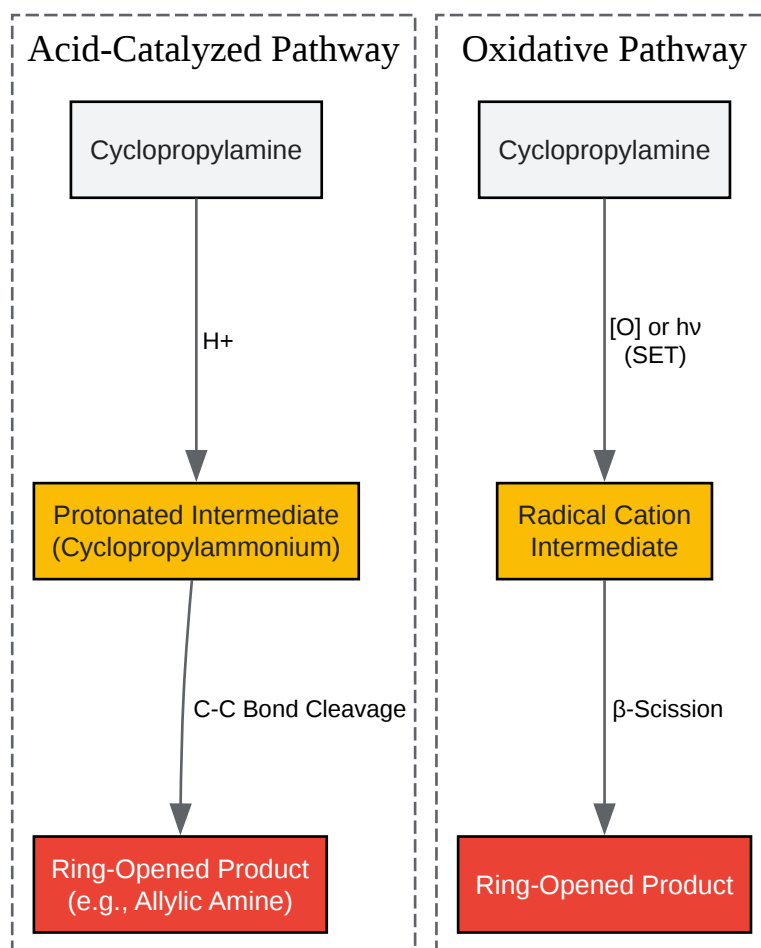 Acid-Catalyzed Pathway
Cyclopropylamine
H+
Protonated Intermediate
(Cyclopropylammonium)
C-C Bond Cleavage
Ring-Opened Product
(e.g., Allylic Amine)
Oxidative Pathway
Cyclopropylamine
[O] or hν
(SET)
Radical Cation
Intermediate
β-Scission
Ring-Opened Product